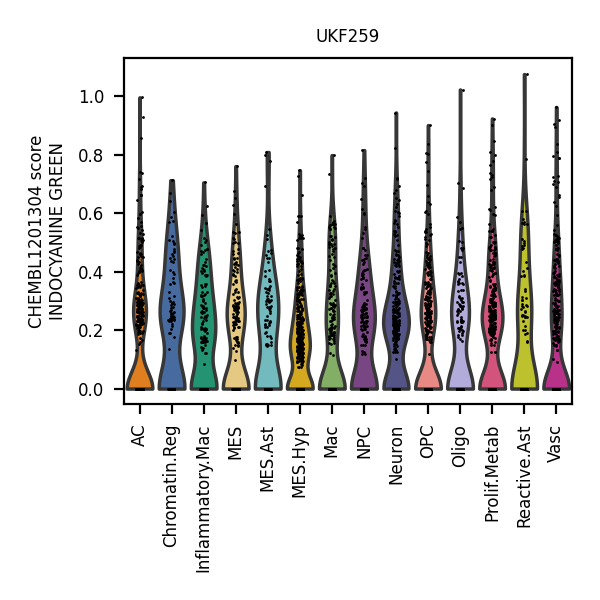 UKF259
CHEMBL1201304 score
INDOCYANINE GREEN
1.0
0.8
0.6
0.4
0.2
0.0
AC
Chromatin.Reg
Inflammatory.Mac
MES
MES.Ast
MES.Hyp
Mac
NPC
Neuron
OPC
Oligo
Prolif.Metab
Reactive.Ast
Vasc